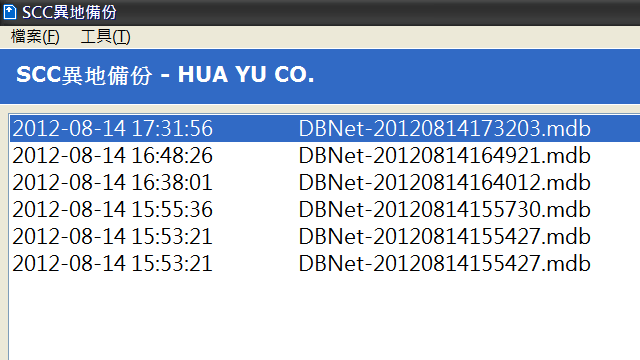 SCC異地備份
檔案(F) 工具(T)
SCC異地備份 - HUA YU CO.
2012-08-14 17:31:56 DBNet-20120814173203.mdb
2012-08-14 16:48:26 DBNet-20120814164921.mdb
2012-08-14 16:38:01 DBNet-20120814164012.mdb
2012-08-14 15:55:36 DBNet-20120814155730.mdb
2012-08-14 15:53:21 DBNet-20120814155427.mdb
2012-08-14 15:53:21 DBNet-20120814155427.mdb